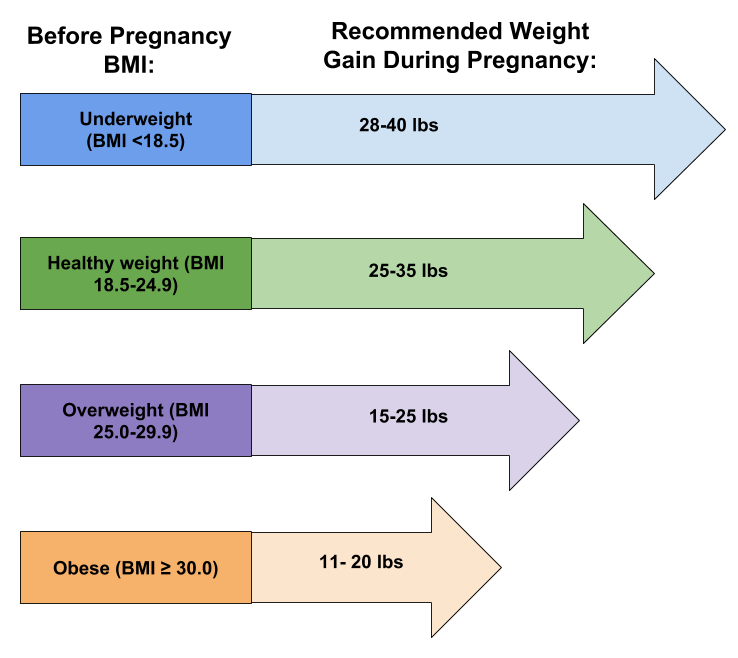 Before Pregnancy
BMI:
Recommended Weight
Gain During Pregnancy:
Underweight
(BMI <18.5)
28-40 lbs
Healthy weight (BMI
18.5-24.9)
25-35 lbs
Overweight (BMI
25.0-29.9)
15-25 lbs
Obese (BMI ≥ 30.0)
11- 20 lbs